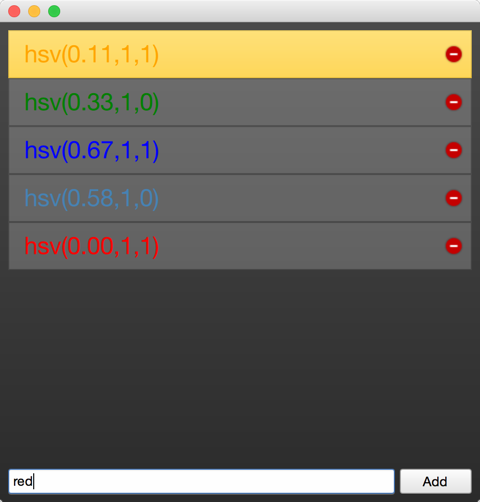 hsv(0.11,1,1)
hsv(0.33,1,0)
hsv(0.67,1,1)
hsv(0.58,1,0)
hsv(0.00,1,1)
red
Add